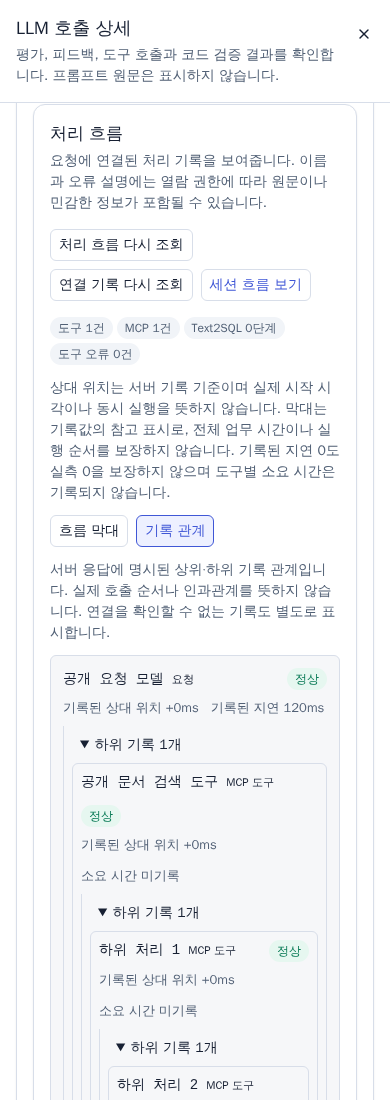 LLM 호출 상세
평가, 피드백, 도구 호출과 코드 검증 결과를 확인합
니다. 프롬프트 원문은 표시하지 않습니다.
×
처리 흐름
요청에 연결된 처리 기록을 보여줍니다. 이름
과 오류 설명에는 열람 권한에 따라 원문이나
민감한 정보가 포함될 수 있습니다.
처리 흐름 다시 조회
연결 기록 다시 조회 세션 흐름 보기
도구 1건 MCP 1건 Text2SQL 0단계
도구 오류 0건
상대 위치는 서버 기록 기준이며 실제 시작 시
각이나 동시 실행을 뜻하지 않습니다. 막대는
기록값의 참고 표시로, 전체 업무 시간이나 실
행 순서를 보장하지 않습니다. 기록된 지연 0도
실측 0을 보장하지 않으며 도구별 소요 시간은
기록되지 않습니다.
흐름 막대 기록 관계
서버 응답에 명시된 상위·하위 기록 관계입니
다. 실제 호출 순서나 인과관계를 뜻하지 않습
니다. 연결을 확인할 수 없는 기록도 별도로 표
시합니다.
공개 요청 모델 요청 정상
기록된 상대 위치 +0ms 기록된 지연 120ms
▼ 하위 기록 1개
공개 문서 검색 도구 MCP 도구
정상
기록된 상대 위치 +0ms
소요 시간 미기록
▼ 하위 기록 1개
하위 처리 1 MCP 도구 정상
기록된 상대 위치 +0ms
소요 시간 미기록
▼ 하위 기록 1개
하위 처리 2 MCP 도구